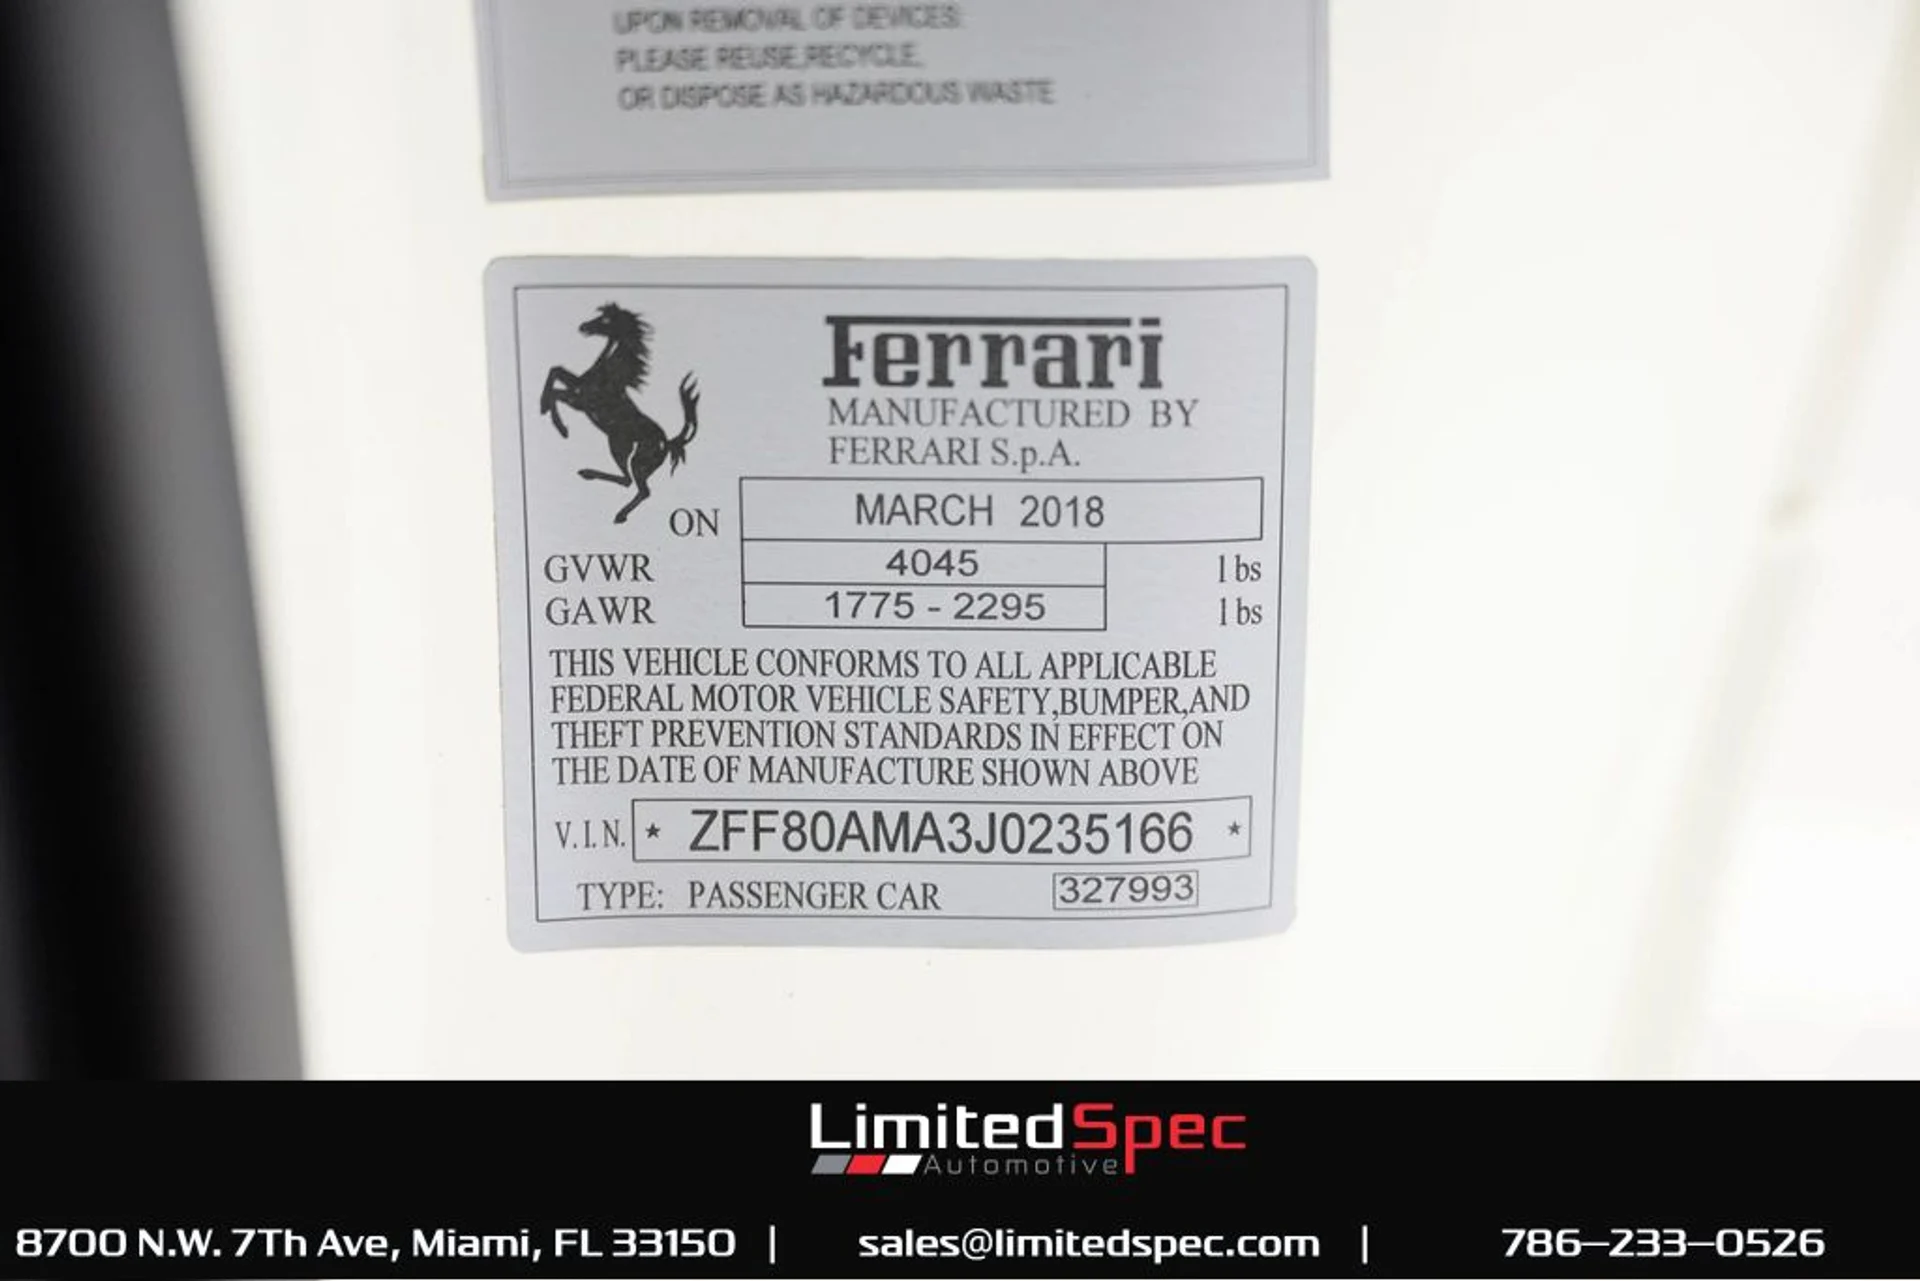 UPON REMOVAL OF DEVICES:
PLEASE REUSE,RECYCLE,
OR DISPOSE AS HAZARDOUS WASTE
Ferrari
MANUFACTURED BY
FERRARI S.p.A.
ON MARCH 2018
GVWR 4045 lbs
GAWR 1775 - 2295 lbs
THIS VEHICLE CONFORMS TO ALL APPLICABLE
FEDERAL MOTOR VEHICLE SAFETY,BUMPER,AND
THEFT PREVENTION STANDARDS IN EFFECT ON
THE DATE OF MANUFACTURE SHOWN ABOVE
V.I.N. * ZFF80AMA3J0235166 *
TYPE: PASSENGER CAR 327993
LimitedSpec
Automotive
8700 N.W. 7Th Ave, Miami, FL 33150 | sales@limitedspec.com | 786-233-0526